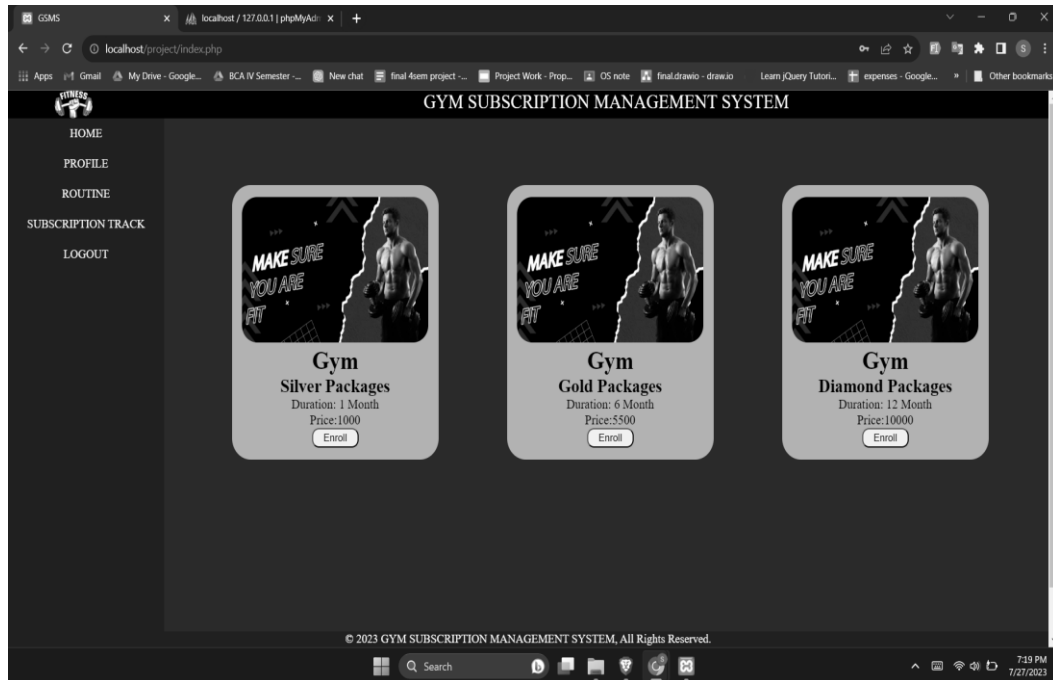 GSMS
localhost / 127.0.0.1 | phpMyAdn
localhost/project/index.php
S
Apps
Gmail
My Drive - Google...
BCA IV Semester -...
New chat
final 4sem project -...
Project Work - Prop...
OS note
final.drawio - draw.io
Learn jQuery Tutori...
expenses - Google...
»
Other bookmarks
FITNESS
GYM SUBSCRIPTION MANAGEMENT SYSTEM
HOME
PROFILE
ROUTINE
SUBSCRIPTION TRACK
LOGOUT
MAKE SURE
YOU ARE
FIT
Gym
Silver Packages
Duration: 1 Month
Price:1000
Enroll
MAKE SURE
YOU ARE
FIT
Gym
Gold Packages
Duration: 6 Month
Price:5500
Enroll
MAKE SURE
YOU ARE
FIT
Gym
Diamond Packages
Duration: 12 Month
Price:10000
Enroll
© 2023 GYM SUBSCRIPTION MANAGEMENT SYSTEM, All Rights Reserved.
Search
7:19 PM
7/27/2023